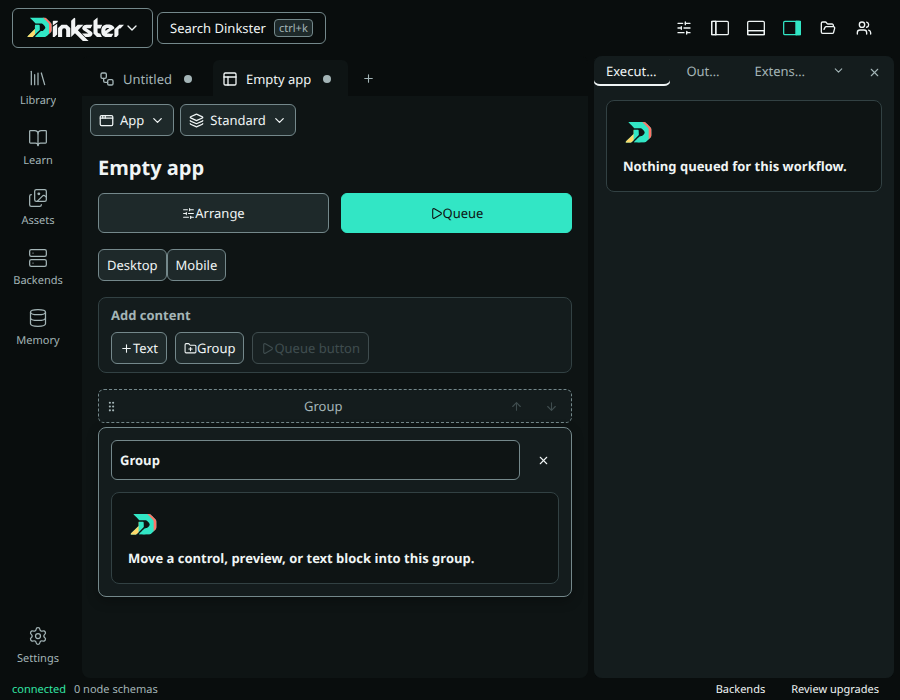 Dinkster
Search Dinkster ctrl+k
Library
Learn
Assets
Backends
Memory
Settings
Untitled
Empty app
App
Standard
Empty app
Arrange
Queue
Desktop
Mobile
Add content
Text
Group
Queue button
Group
Group
Move a control, preview, or text block into this group.
Execut...
Out...
Extens...
Nothing queued for this workflow.
connected
0 node schemas
Backends
Review upgrades